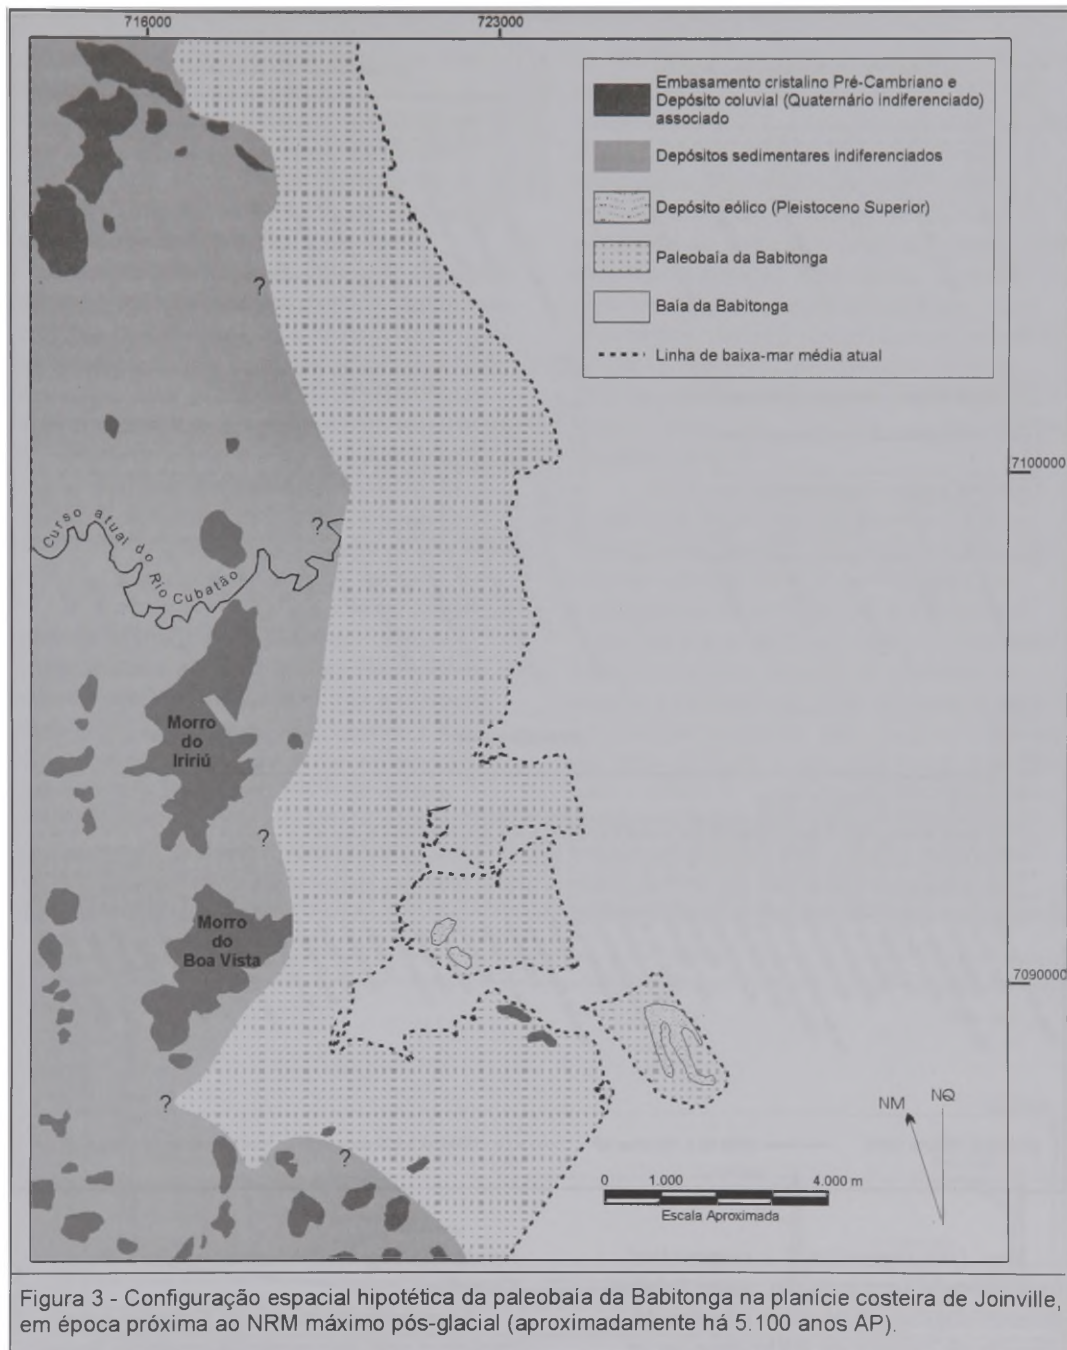 716000
723000
Embasamento cristalino Pré-Cambriano e
Depósito coluvial (Quaternário indiferenciado)
associado
Depósitos sedimentares indiferenciados
Depósito eólico (Pleistoceno Superior)
Paleobaía da Babitonga
Baía da Babitonga
Linha de baixa-mar média atual
?
7100000
Curso atual do Rio Cubatão
?
Morro
do
Iririú
?
Morro
do
Boa Vista
7090000
?
NM
NQ
?
0
1.000
4.000 m
Escala Aproximada
Figura 3 - Configuração espacial hipotética da paleobaía da Babitonga na planície costeira de Joinville,
em época próxima ao NRM máximo pós-glacial (aproximadamente há 5.100 anos AP).